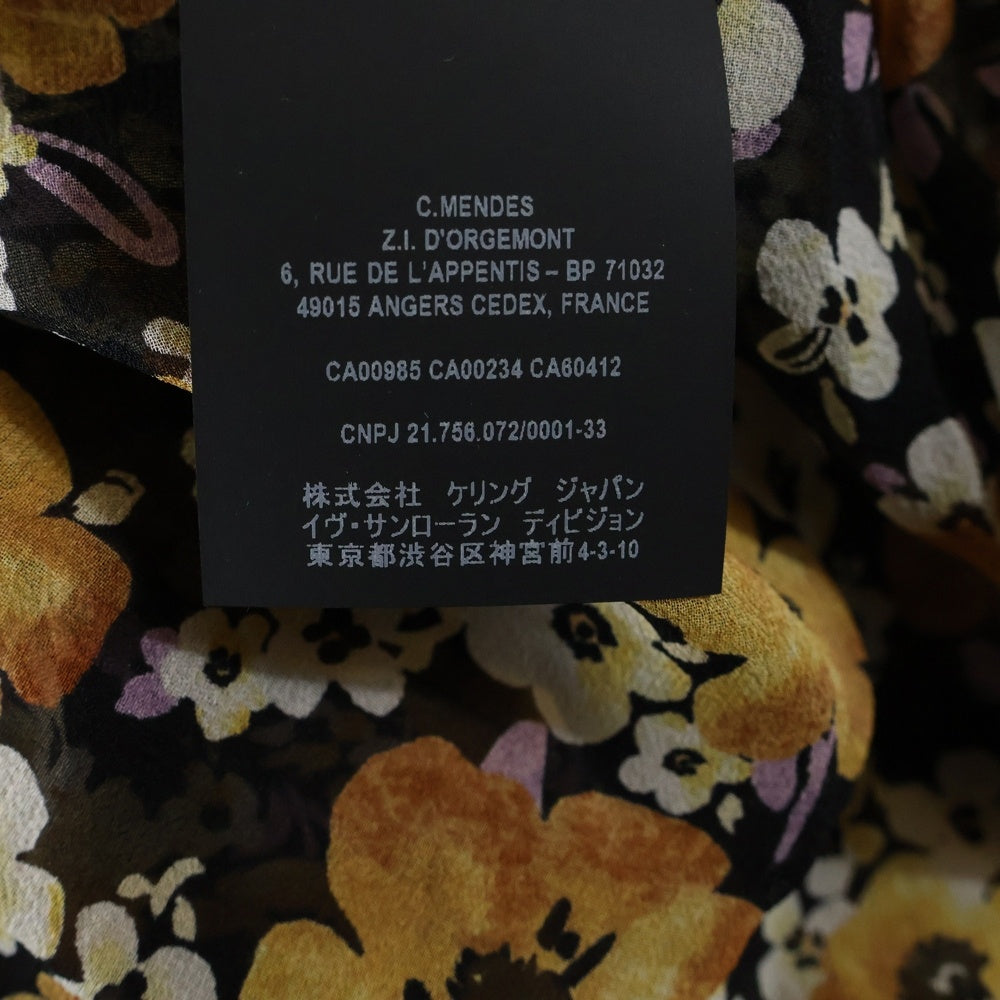 C.MENDES
Z.I. D'ORGEMONT
6, RUE DE L'APPENTIS – BP 71032
49015 ANGERS CEDEX, FRANCE
CA00985 CA00234 CA60412
CNPJ 21.756.072/0001-33
株式会社 ケリング ジャパン
イヴ・サンローラン ディビジョン
東京都渋谷区神宮前4-3-10